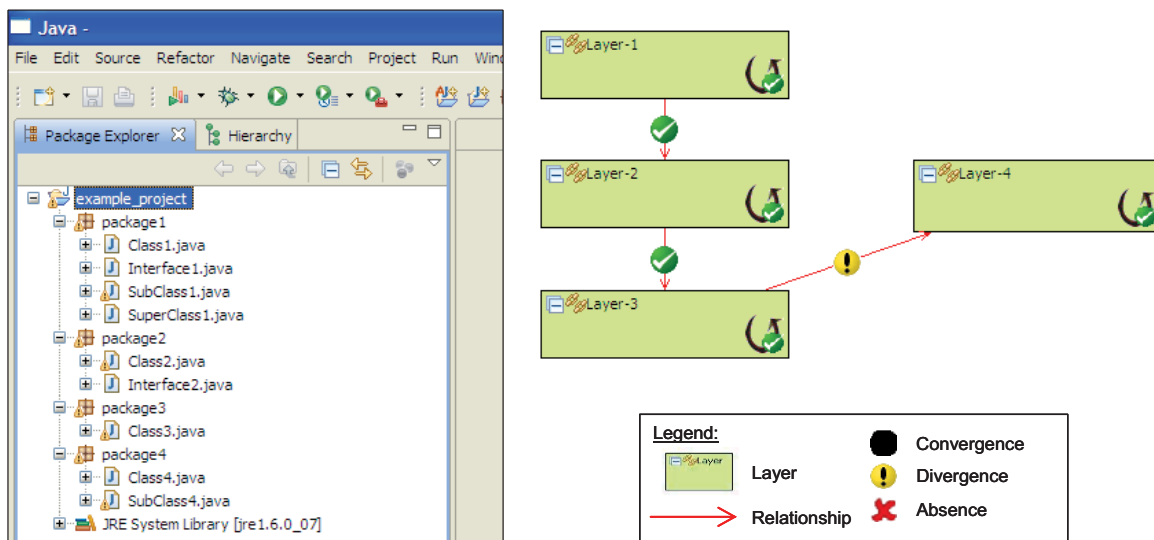 Java -
File Edit Source Refactor Navigate Search Project Run
Package Explorer Hierarchy
example_project
package1
Class1.java
Interface1.java
SubClass1.java
SuperClass1.java
package2
Class2.java
Interface2.java
package3
Class3.java
package4
Class4.java
SubClass4.java
JRE System Library [jre1.6.0_07]
Layer-1
Layer-2
Layer-4
Layer-3
Legend:
Layer
Layer
Relationship
Convergence
Divergence
Absence